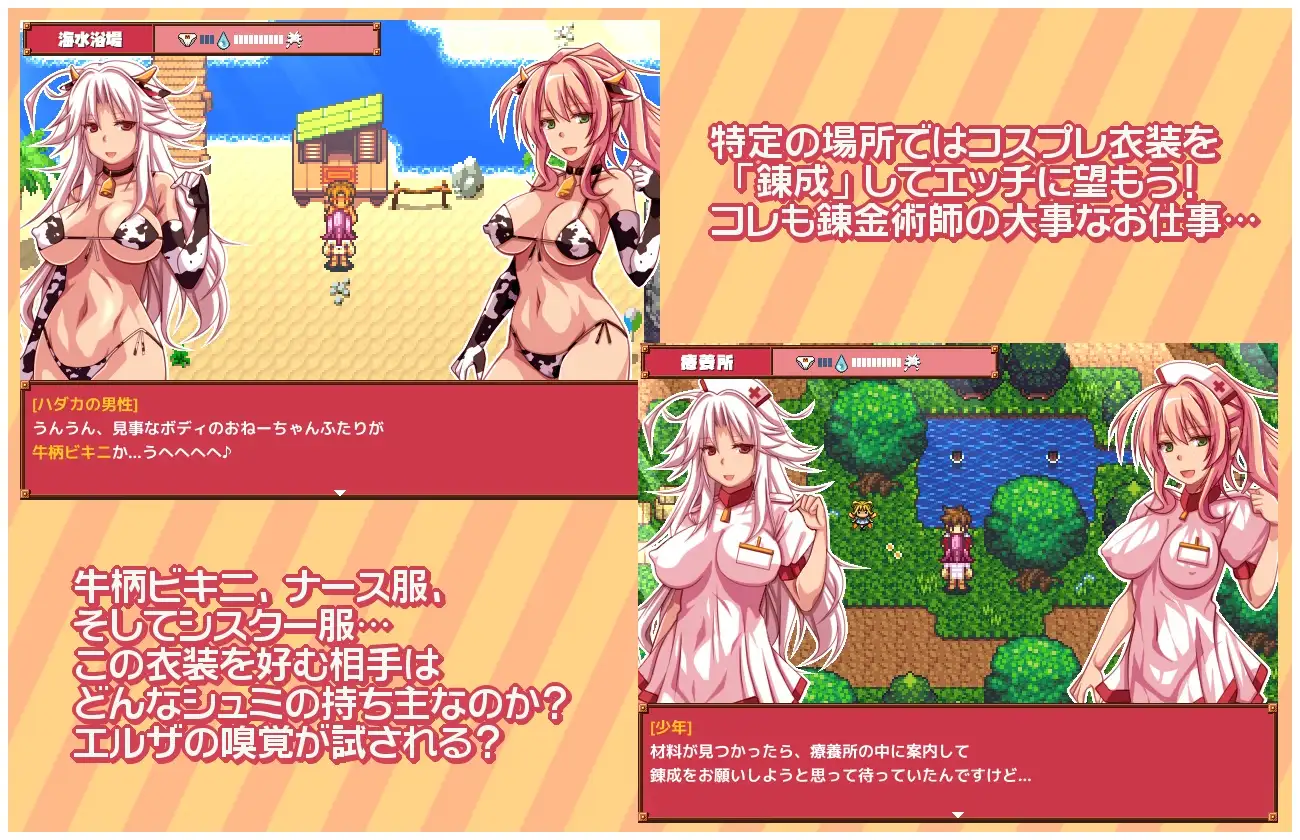 海水浴場
特定の場所ではコスプレ衣装を
「錬成」してエッチに望もう！
コレも錬金術師の大事なお仕事…
[ハダカの男性]
うんうん、見事なボディのおねーちゃんふたりが
牛柄ビキニか...うへへへへ♪
療養所
牛柄ビキニ、ナース服、
そしてシスター服…
この衣装を好む相手は
どんなシュミの持ち主なのか？
エルザの嗅覚が試される？
[少年]
材料が見つかったら、療養所の中に案内して
錬成をお願いしようと思って待っていたんですけど...